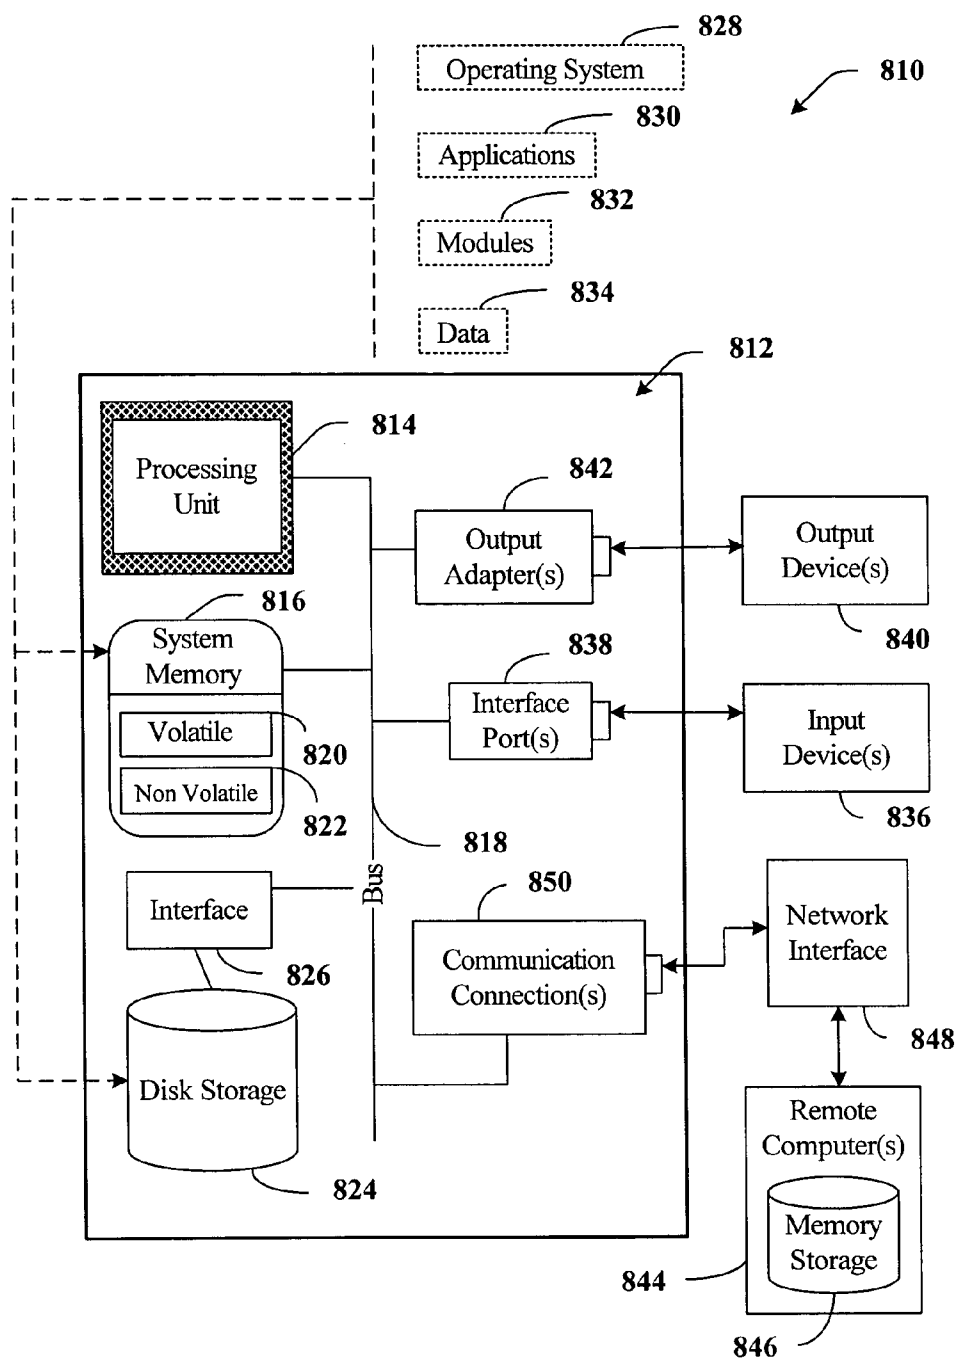 828
Operating System
810
830
Applications
832
Modules
834
Data
812
814
Processing
Unit
842
Output
Adapter(s)
Output
Device(s)
840
816
System
Memory
838
Interface
Port(s)
Input
Device(s)
836
Volatile
820
Non Volatile
822
818
Bus
850
Interface
826
Communication
Connection(s)
Network
Interface
848
Disk Storage
824
Remote
Computer(s)
Memory
Storage
844
846